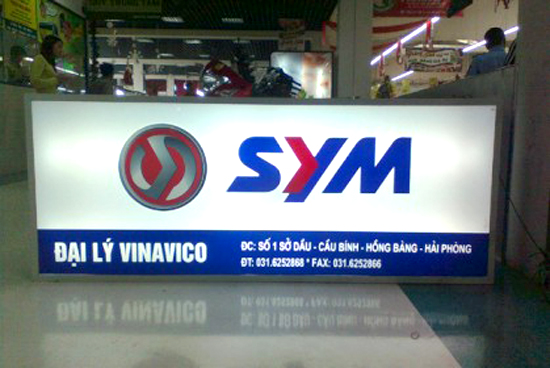 SYM
ĐẠI LÝ VINAVICO
ĐC: SỐ 1 SỞ DẦU - CẦU BÍNH - HỒNG BÀNG - HẢI PHÒNG
ĐT: 031.6252868 * FAX: 031.6252866